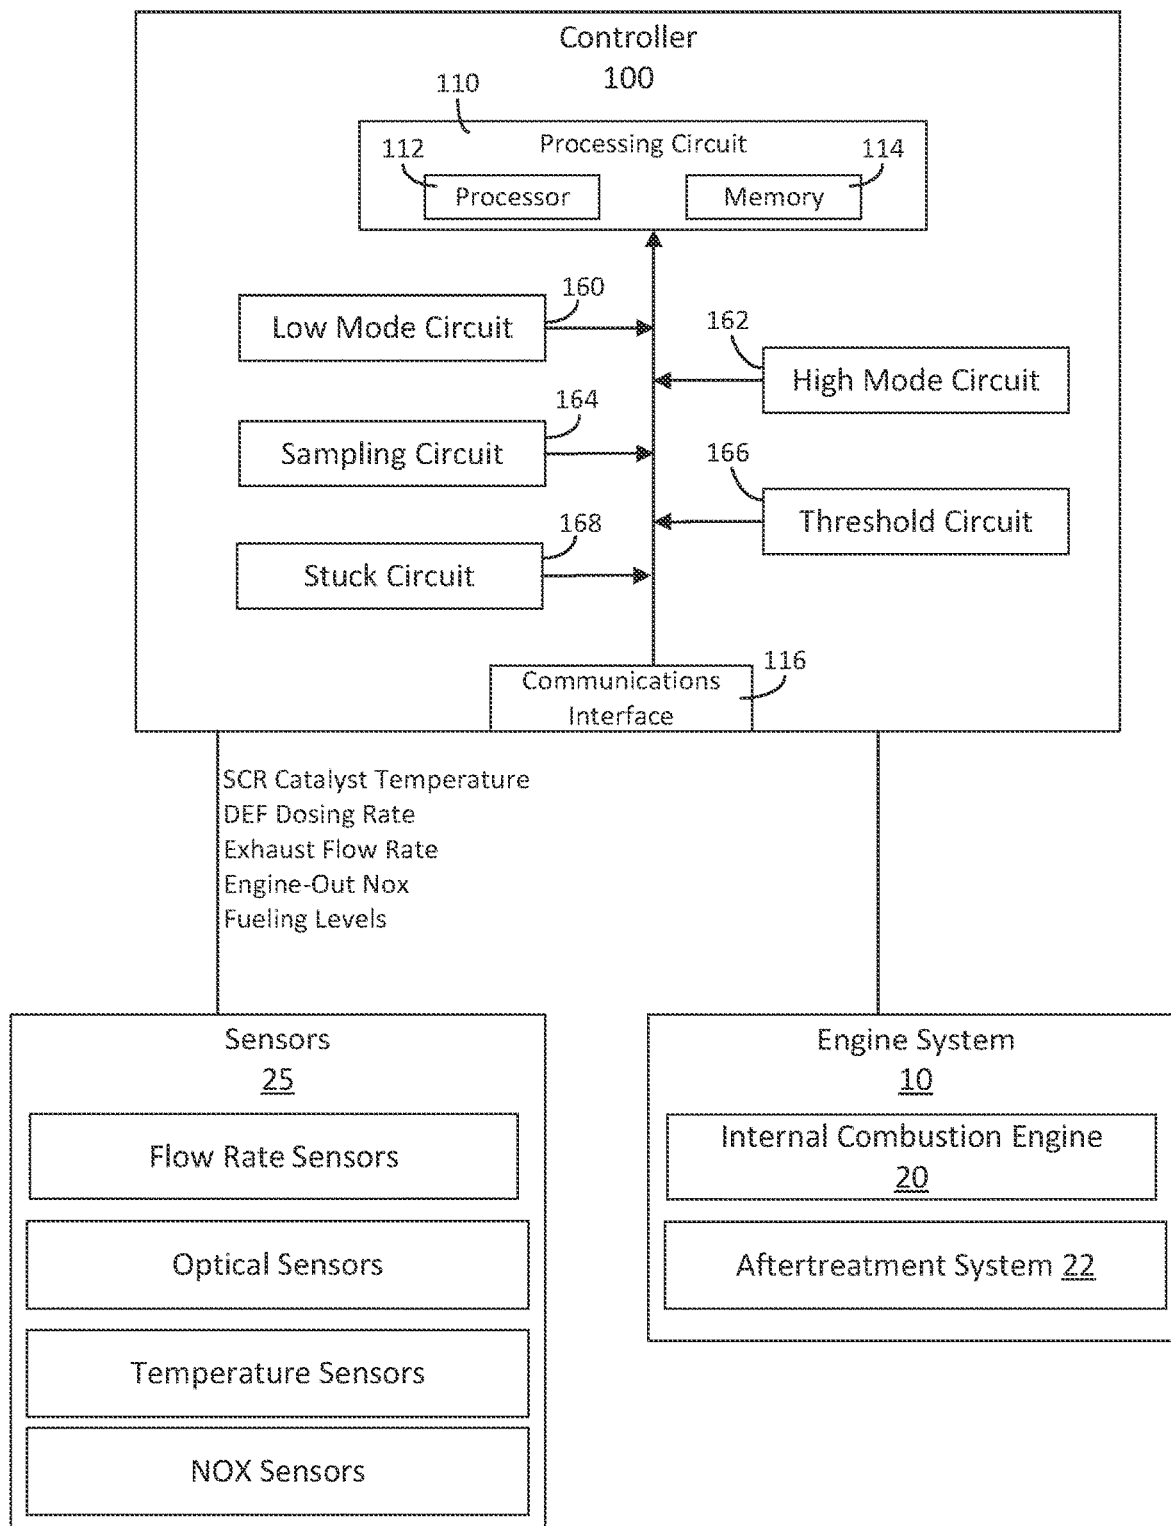 Controller
100
110
Processing Circuit
112
114
Processor
Memory
160
Low Mode Circuit
162
High Mode Circuit
164
Sampling Circuit
166
Threshold Circuit
168
Stuck Circuit
116
Communications
Interface
SCR Catalyst Temperature
DEF Dosing Rate
Exhaust Flow Rate
Engine-Out Nox
Fueling Levels
Sensors
25
Flow Rate Sensors
Optical Sensors
Temperature Sensors
NOX Sensors
Engine System
10
Internal Combustion Engine
20
Aftertreatment System 22